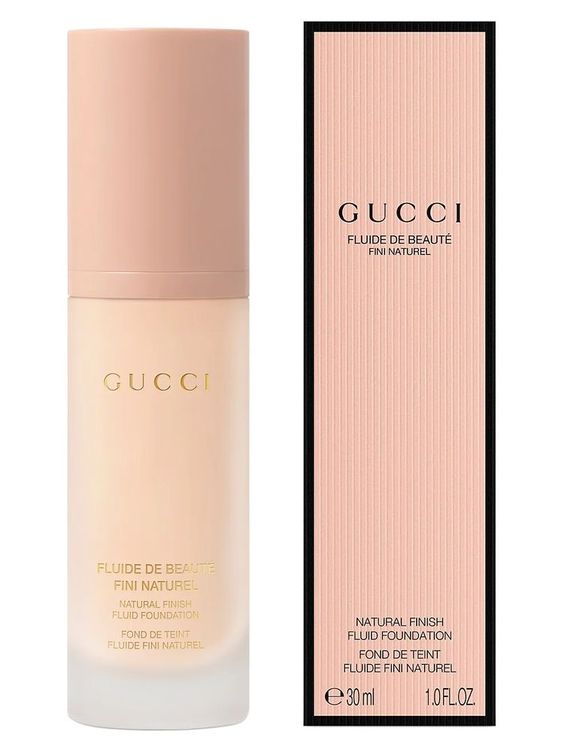 GUCCI
FLUIDE DE BEAUTÉ
FINI NATUREL
NATURAL FINISH
FLUID FOUNDATION
FOND DE TEINT
FLUIDE FINI NATUREL
GUCCI
FLUIDE DE BEAUTÉ
FINI NATUREL
NATURAL FINISH
FLUID FOUNDATION
FOND DE TEINT
FLUIDE FINI NATUREL
℮30 ml 1.0 FL.OZ.